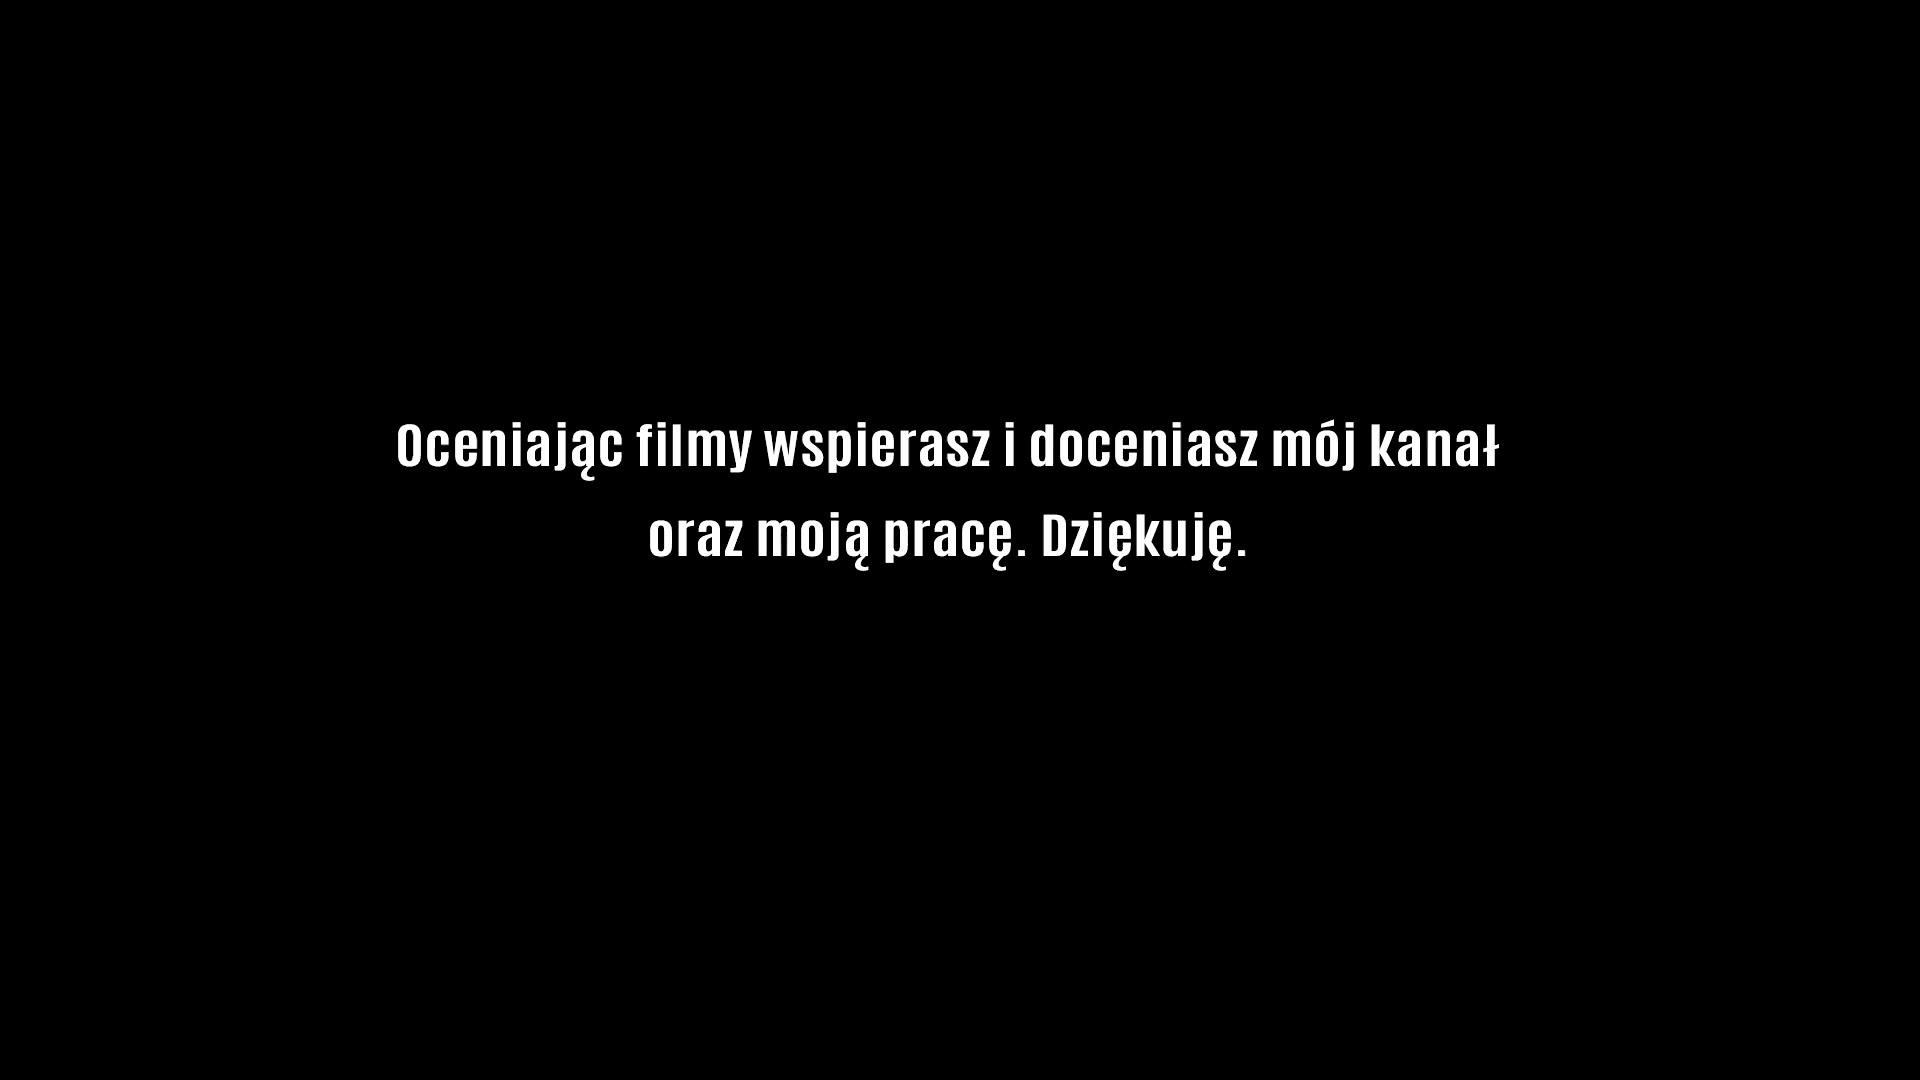 Oceniając filmy wspierasz i doceniasz mój kanał
oraz moją pracę. Dziękuję.